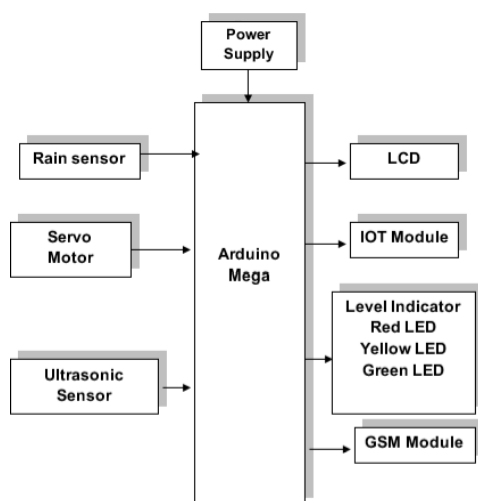 Power
Supply
Rain sensor
LCD
Servo
Motor
Arduino
Mega
IOT Module
Level Indicator
Red LED
Yellow LED
Green LED
Ultrasonic
Sensor
GSM Module